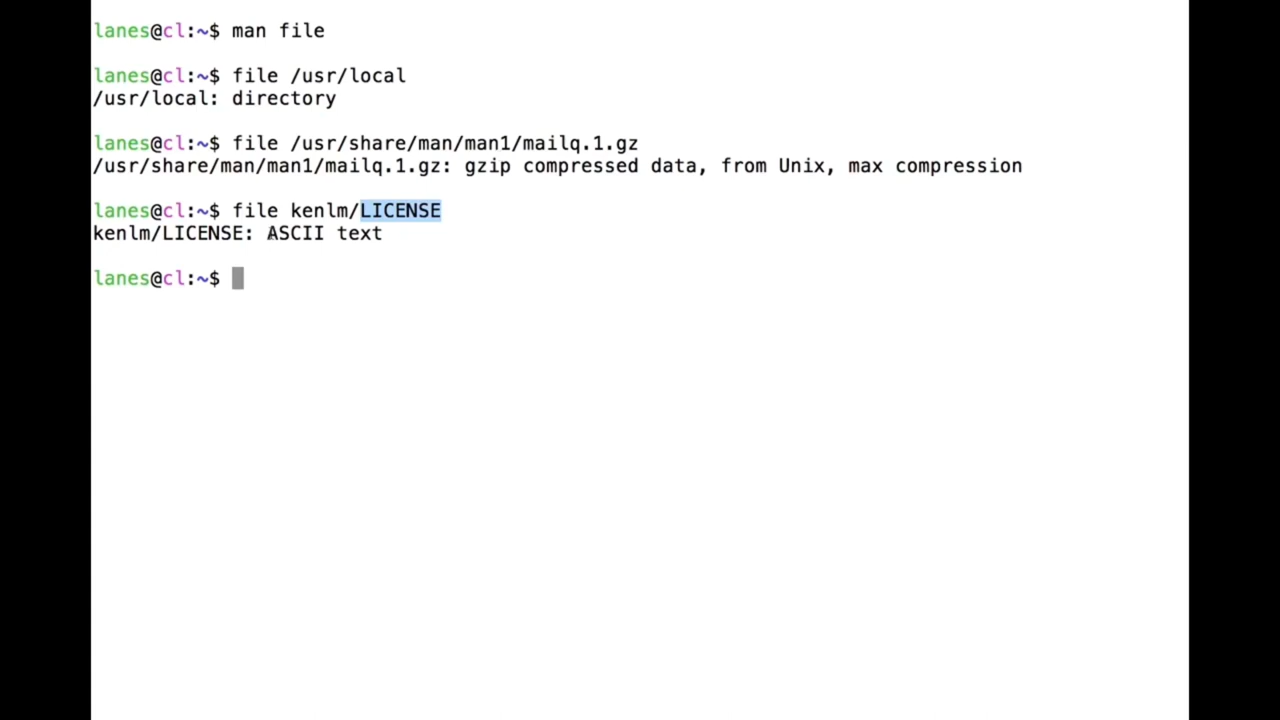 lanes@cl:~$ man file
lanes@cl:~$ file /usr/local
/usr/local: directory
lanes@cl:~$ file /usr/share/man/man1/mailq.1.gz
/usr/share/man/man1/mailq.1.gz: gzip compressed data, from Unix, max compression
lanes@cl:~$ file kenlm/LICENSE
kenlm/LICENSE: ASCII text
lanes@cl:~$